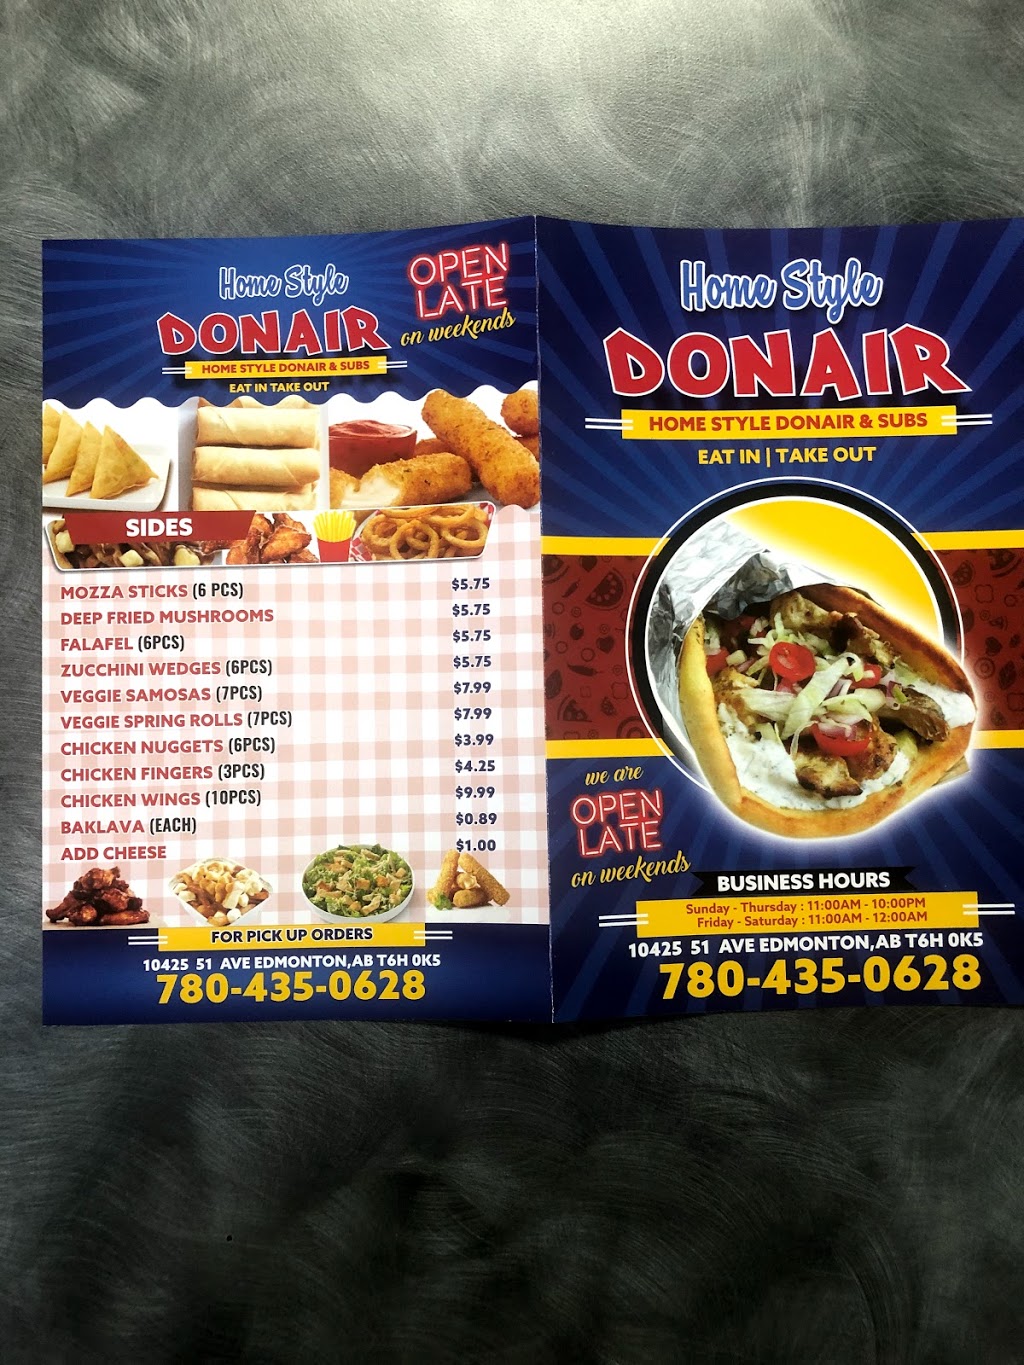 Home Style
DONAIR
HOME STYLE DONAIR & SUBS
EAT IN TAKE OUT
OPEN
LATE
on weekends
SIDES
MOZZA STICKS (6 PCS) $5.75
DEEP FRIED MUSHROOMS $5.75
FALAFEL (6PCS) $5.75
ZUCCHINI WEDGES (6PCS) $5.75
VEGGIE SAMOSAS (7PCS) $7.99
VEGGIE SPRING ROLLS (7PCS) $7.99
CHICKEN NUGGETS (6PCS) $3.99
CHICKEN FINGERS (3PCS) $4.25
CHICKEN WINGS (10PCS) $9.99
BAKLAVA (EACH) $0.89
ADD CHEESE $1.00
FOR PICK UP ORDERS
10425 51 AVE EDMONTON,AB T6H 0K5
780-435-0628
Home Style
DONAIR
HOME STYLE DONAIR & SUBS
EAT IN | TAKE OUT
we are
OPEN
LATE
on weekends
BUSINESS HOURS
Sunday - Thursday : 11:00AM - 10:00PM
Friday - Saturday : 11:00AM - 12:00AM
10425 51 AVE EDMONTON,AB T6H 0K5
780-435-0628